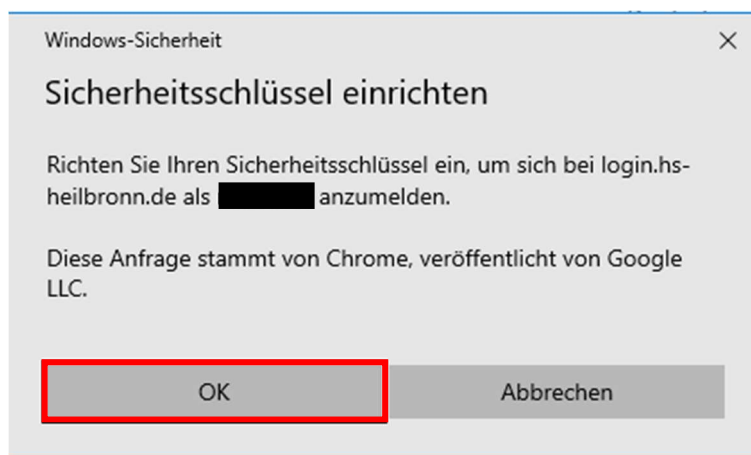 Windows-Sicherheit
Sicherheitsschlüssel einrichten
Richten Sie Ihren Sicherheitsschlüssel ein, um sich bei login.hs-
heilbronn.de als anzumelden.
Diese Anfrage stammt von Chrome, veröffentlicht von Google
LLC.
OK
Abbrechen